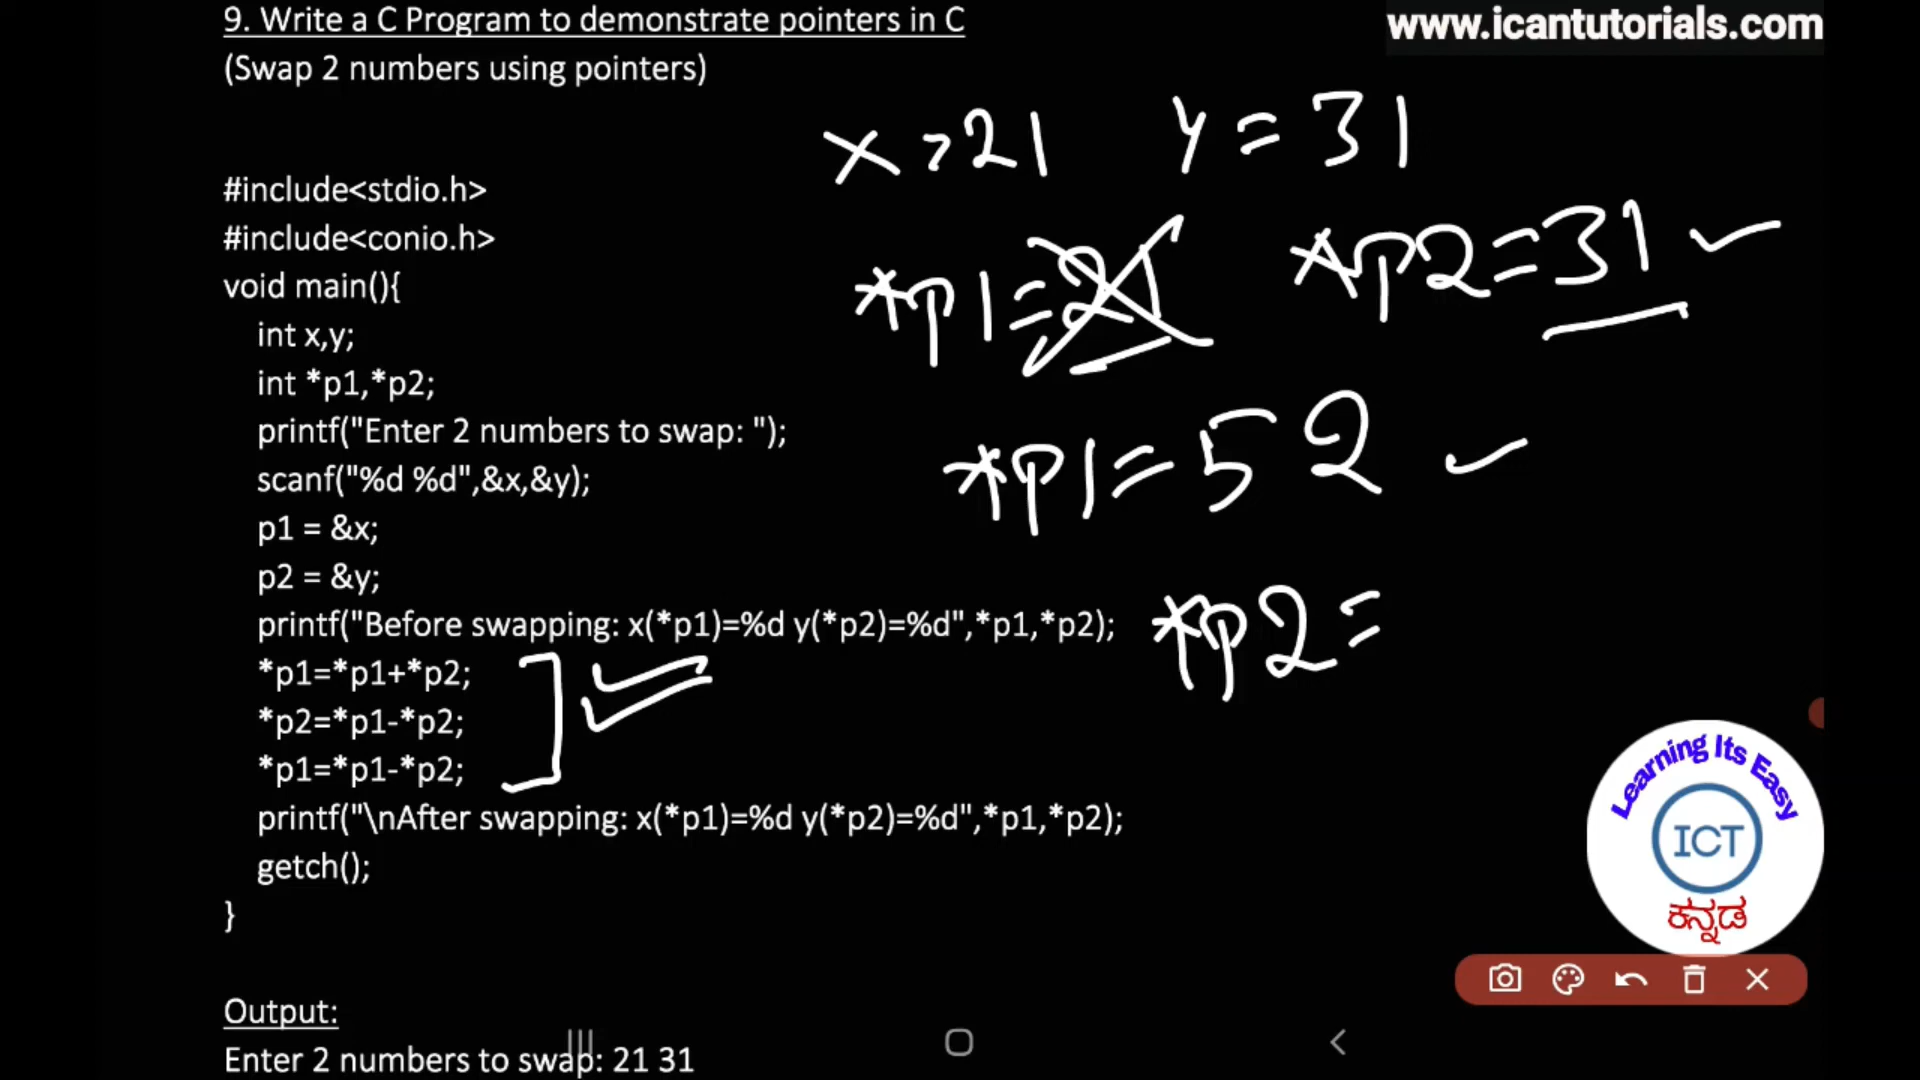 9. Write a C Program to demonstrate pointers in C
www.icantutorials.com
(Swap 2 numbers using pointers)
x = 21 y = 31
#include<stdio.h>
#include<conio.h>
*p1=21 *p2=31
void main(){
int x,y;
int *p1,*p2;
printf("Enter 2 numbers to swap: ");
scanf("%d %d",&x,&y);
*p1=52
p1 = &x;
p2 = &y;
printf("Before swapping: x(*p1)=%d y(*p2)=%d",*p1,*p2);
*p2=
*p1=*p1+*p2;
*p2=*p1-*p2;
*p1=*p1-*p2;
printf("\nAfter swapping: x(*p1)=%d y(*p2)=%d",*p1,*p2);
getch();
}
Learning Its Easy
ICT
ಕನ್ನಡ
Output:
Enter 2 numbers to swap: 21 31